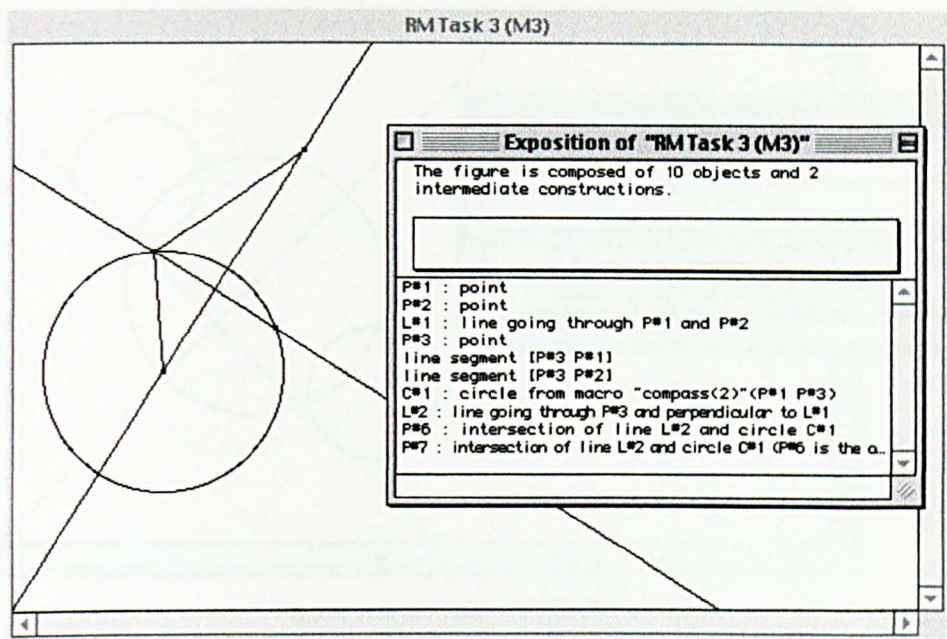 RM Task 3 (M3)
Exposition of "RM Task 3 (M3)"
The figure is composed of 10 objects and 2
intermediate constructions.
P#1 : point
P#2 : point
L#1 : line going through P#1 and P#2
P#3 : point
line segment [P#3 P#1]
line segment [P#3 P#2]
C#1 : circle from macro "compass(2)"(P#1 P#3)
L#2 : line going through P#3 and perpendicular to L#1
P#6 : intersection of line L#2 and circle C#1
P#7 : intersection of line L#2 and circle C#1 (P#6 is the o...